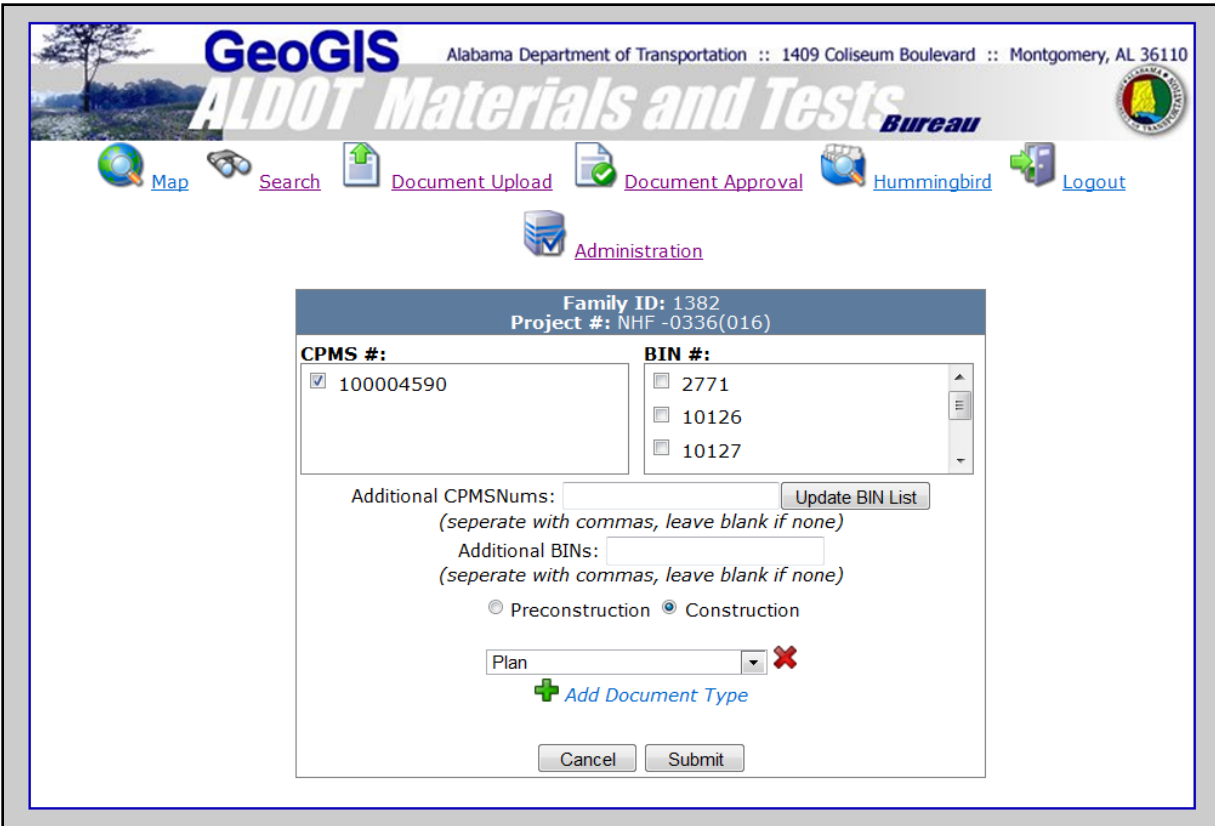 GeoGIS Alabama Department of Transportation :: 1409 Coliseum Boulevard :: Montgomery, AL 36110
ALDOT Materials and Tests Bureau
Map Search Document Upload Document Approval Hummingbird Logout
Administration
Family ID: 1382
Project #: NHF -0336(016)
CPMS #: BIN #:
100004590 2771
10126
10127
Additional CPMSNums: Update BIN List
(seperate with commas, leave blank if none)
Additional BINs:
(seperate with commas, leave blank if none)
Preconstruction Construction
Plan
Add Document Type
Cancel Submit